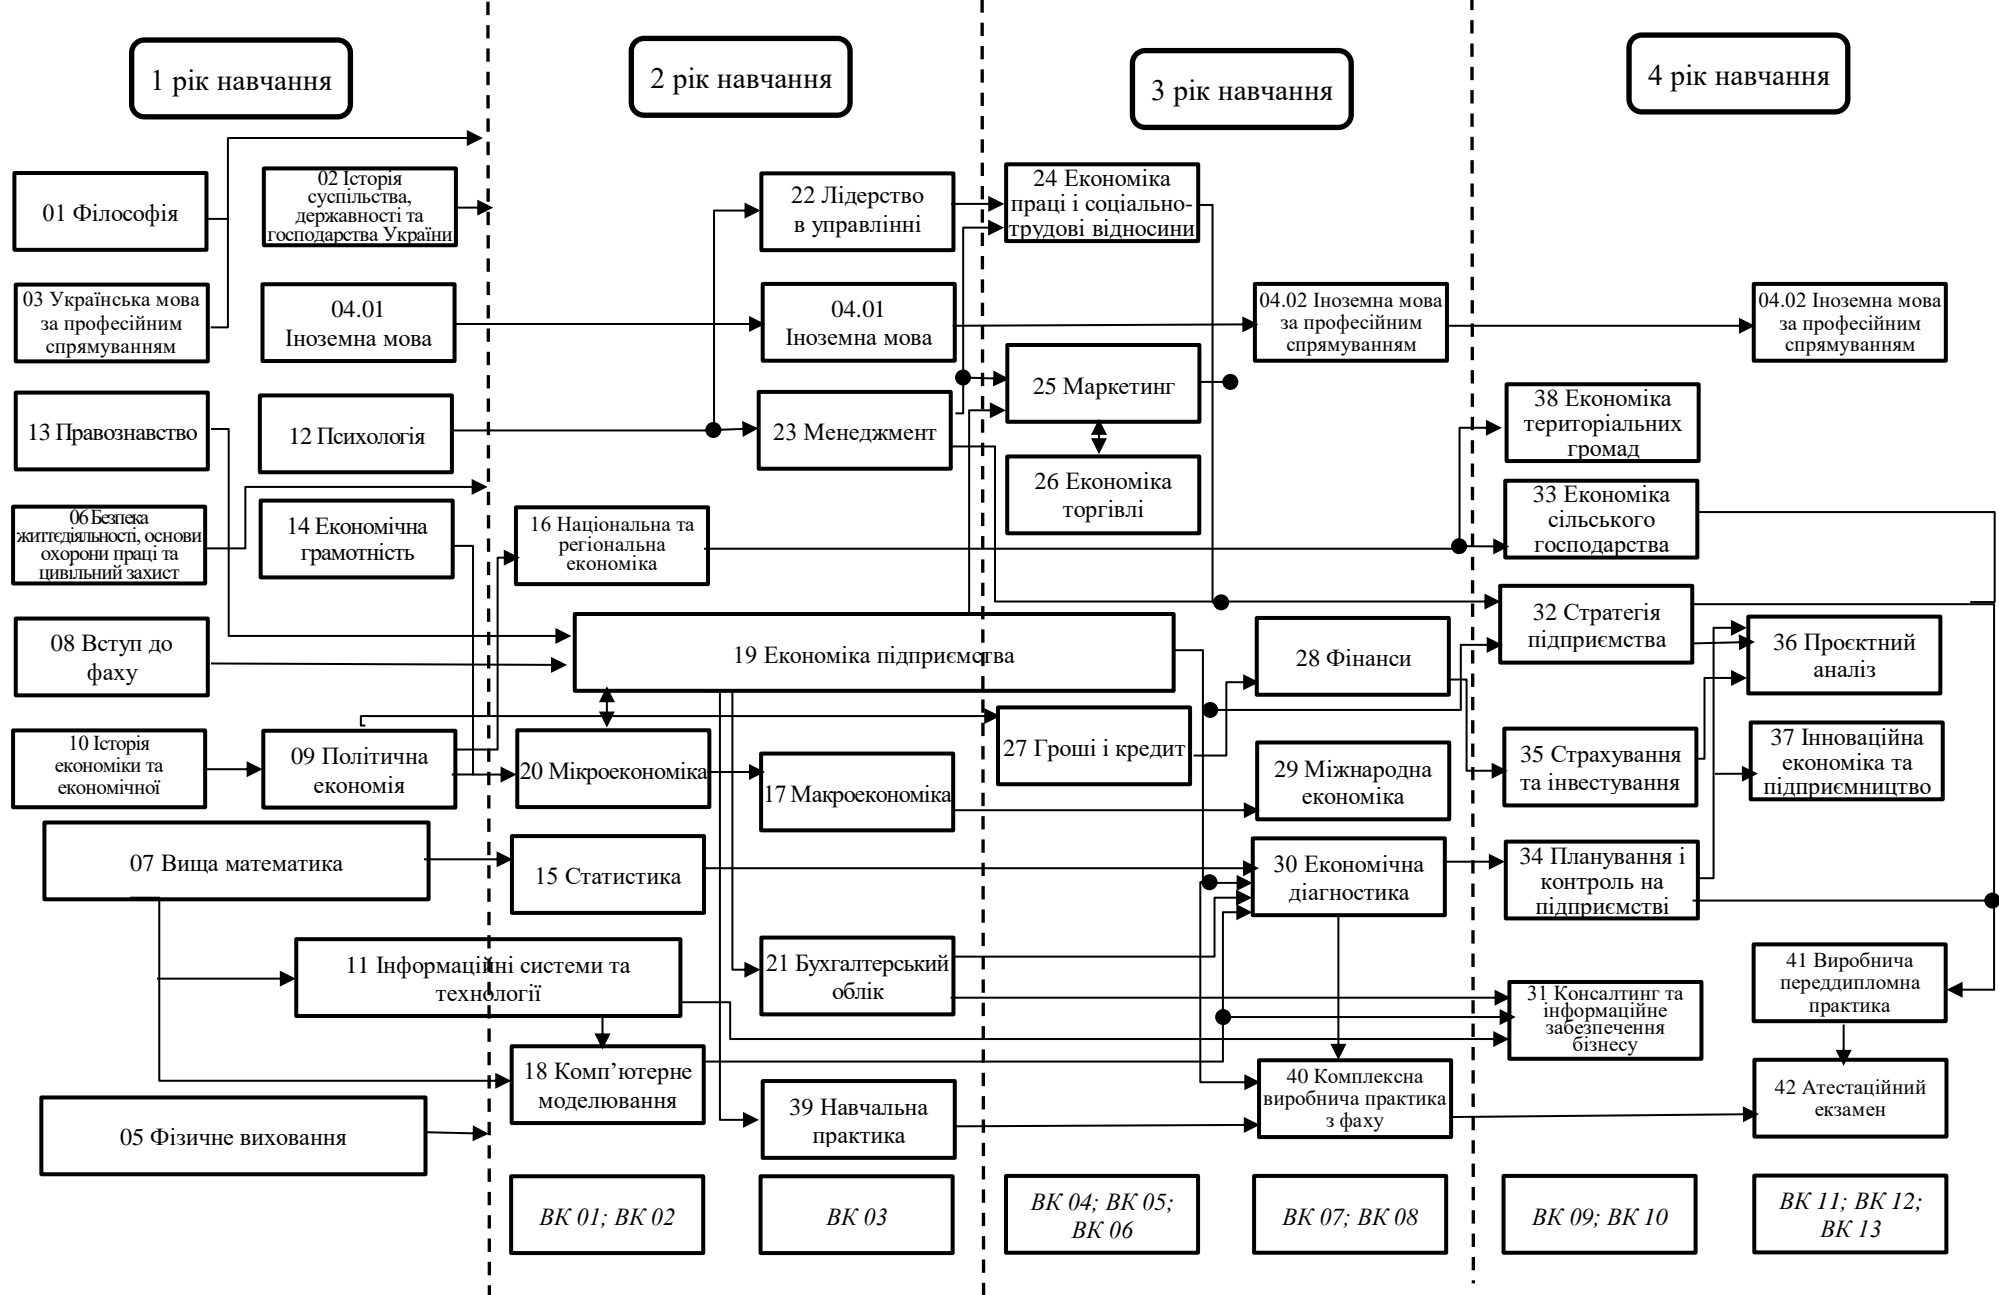 1 рік навчання
2 рік навчання
3 рік навчання
4 рік навчання
01 Філософія
02 Історія
суспільства,
державності та
господарства України
22 Лідерство
в управлінні
24 Економіка
праці і соціально-
трудові відносини
03 Українська мова
за професійним
спрямуванням
04.01
Іноземна мова
04.01
Іноземна мова
04.02 Іноземна мова
за професійним
спрямуванням
04.02 Іноземна мова
за професійним
спрямуванням
13 Правознавство
12 Психологія
23 Менеджмент
25 Маркетинг
38 Економіка
територіальних
громад
06 Безпека
життєдіяльності, основи
охорони праці та
цивільний захист
14 Економічна
грамотність
16 Національна та
регіональна
економіка
26 Економіка
торгівлі
33 Економіка
сільського
господарства
08 Вступ до
фаху
19 Економіка підприємства
28 Фінанси
32 Стратегія
підприємства
36 Проєктний
аналіз
10 Історія
економіки та
економічної
09 Політична
економія
20 Мікроекономіка
17 Макроекономіка
27 Гроші і кредит
29 Міжнародна
економіка
35 Страхування
та інвестування
37 Інноваційна
економіка та
підприємництво
07 Вища математика
15 Статистика
30 Економічна
діагностика
34 Планування і
контроль на
підприємстві
11 Інформаційні системи та
технології
21 Бухгалтерський
облік
31 Консалтинг та
інформаційне
забезпечення
бізнесу
41 Виробнича
переддипломна
практика
18 Комп’ютерне
моделювання
05 Фізичне виховання
39 Навчальна
практика
40 Комплексна
виробнича практика
з фаху
42 Атестаційний
екзамен
ВК 01; ВК 02
ВК 03
ВК 04; ВК 05;
ВК 06
ВК 07; ВК 08
ВК 09; ВК 10
ВК 11; ВК 12;
ВК 13